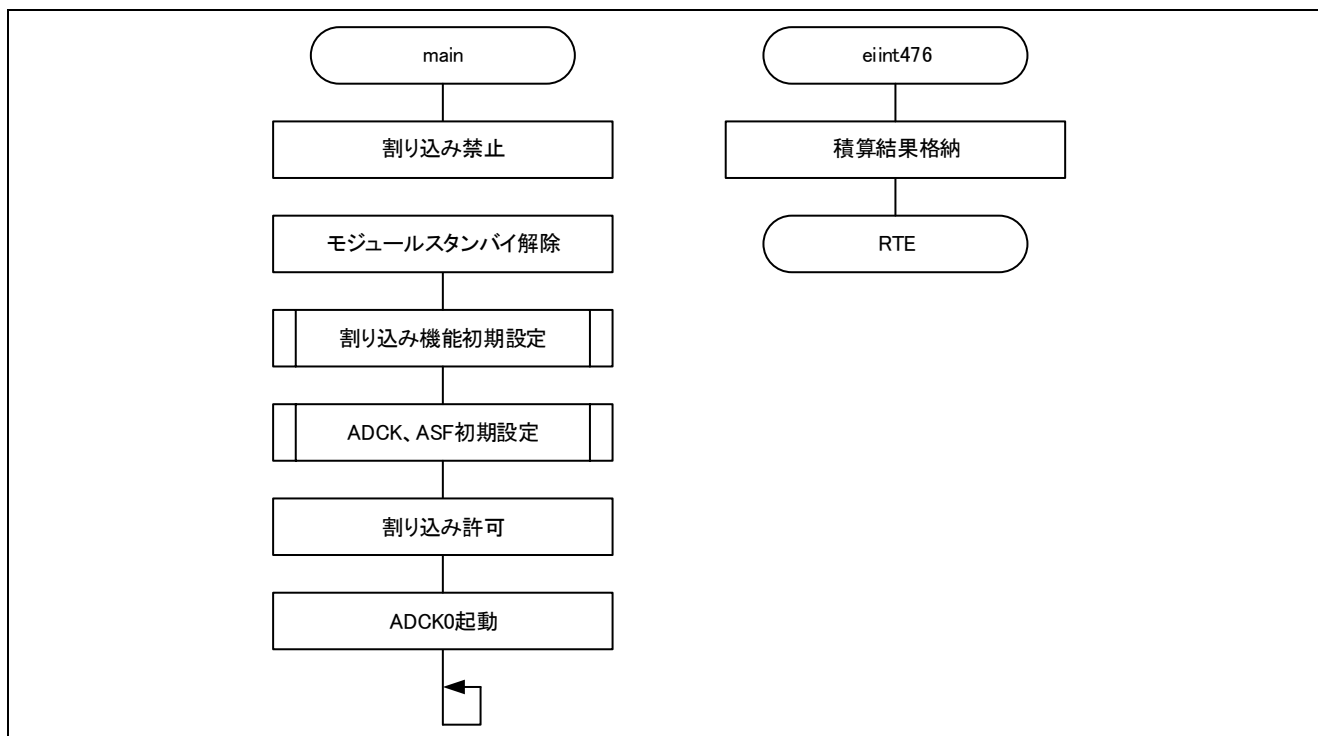 main
割り込み禁止
モジュールスタンバイ解除
割り込み機能初期設定
ADCK、ASF初期設定
割り込み許可
ADCK0起動
eiint476
積算結果格納
RTE